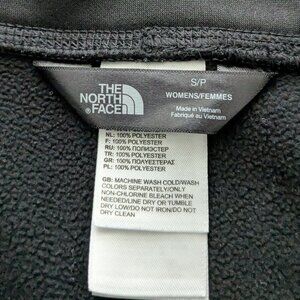 S/P
WOMENS/FEMMES
THE
NORTH
FACE
Made in Vietnam
Fabriqué au Vietnam
NL: 100% POLYESTER
F: 100% POLYESTER
RU: 100% ПОЛИЭСТЕР
TR: 100% POLYESTER
GR: 100% ΠΟΛΥΕΣΤΕΡΑΣ
PL: 100% POLYESTER
GB: MACHINE WASH COLD/WASH
COLORS SEPARATELY/ONLY
NON-CHLORINE BLEACH WHEN
NEEDED/LINE DRY OR TUMBLE
DRY LOW/DO NOT IRON/DO NOT
DRY CLEAN